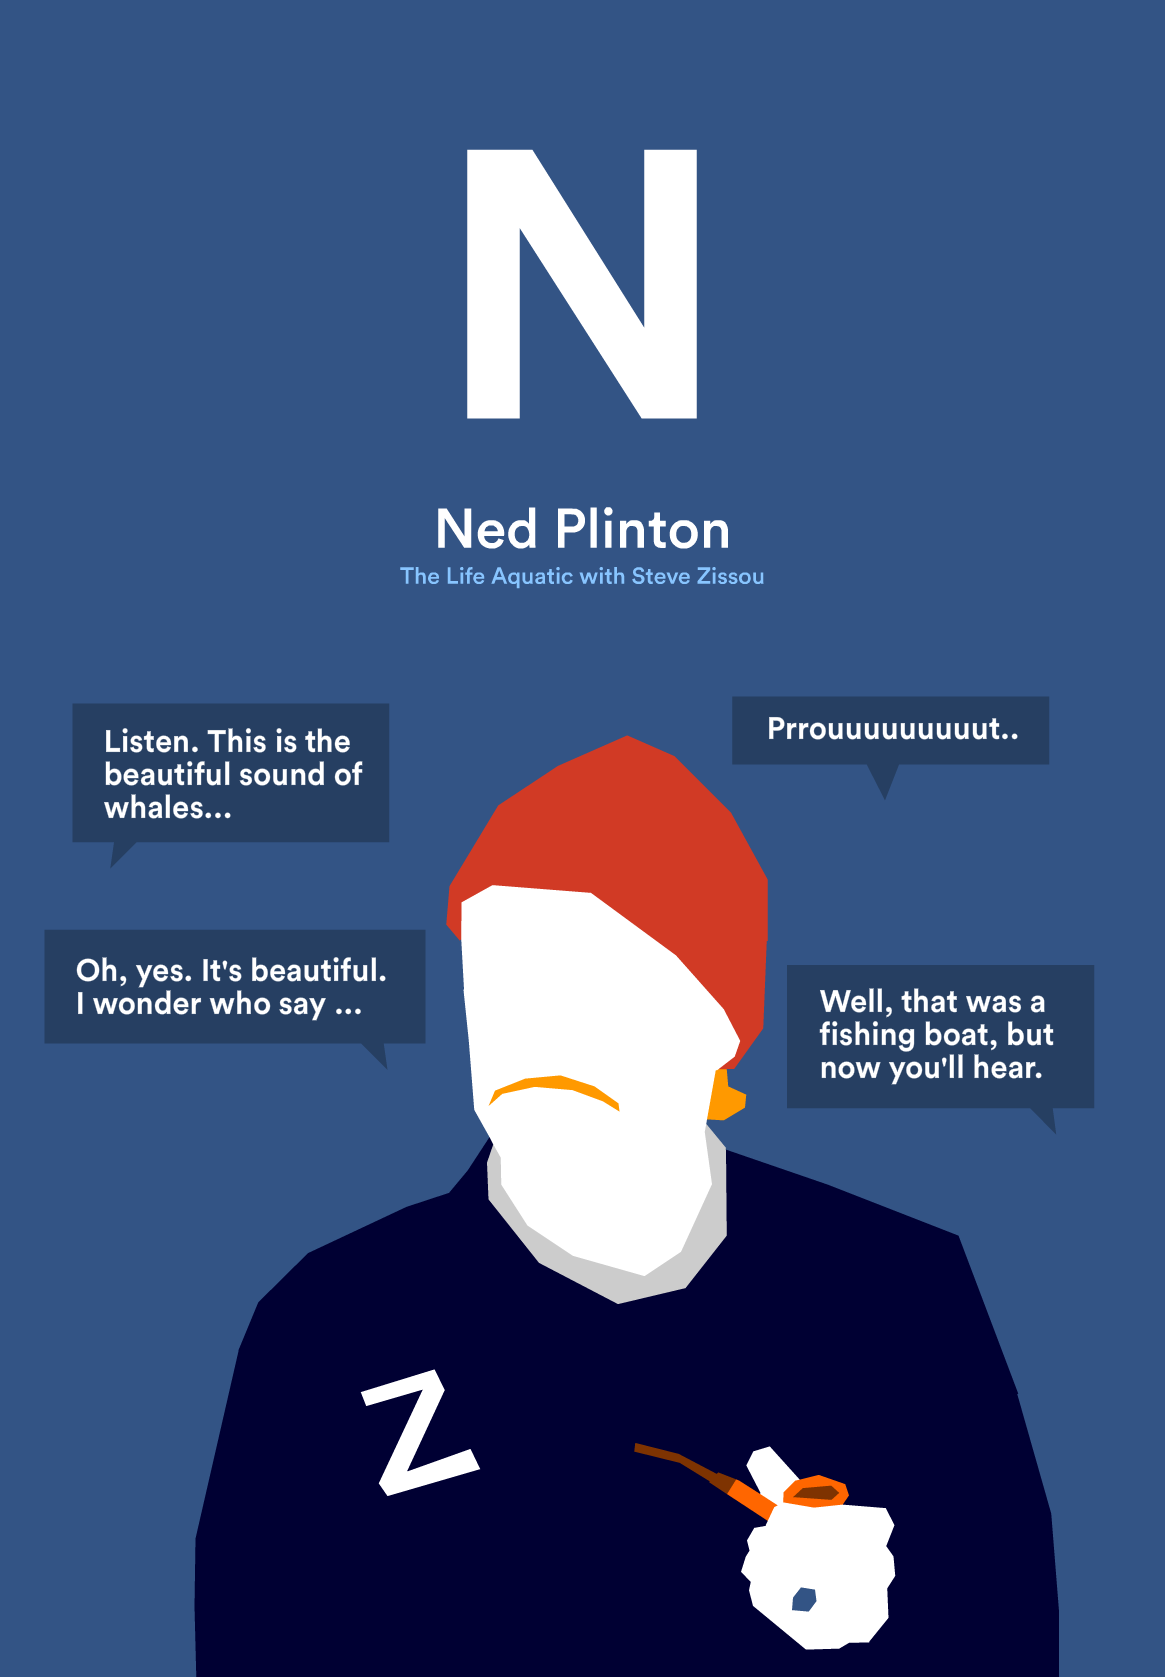 N
Ned Plinton
The Life Aquatic with Steve Zissou
Listen. This is the
beautiful sound of
whales...
Prrouuuuuuuuut..
Oh, yes. It's beautiful.
I wonder who say ...
Well, that was a
fishing boat, but
now you'll hear.
Z